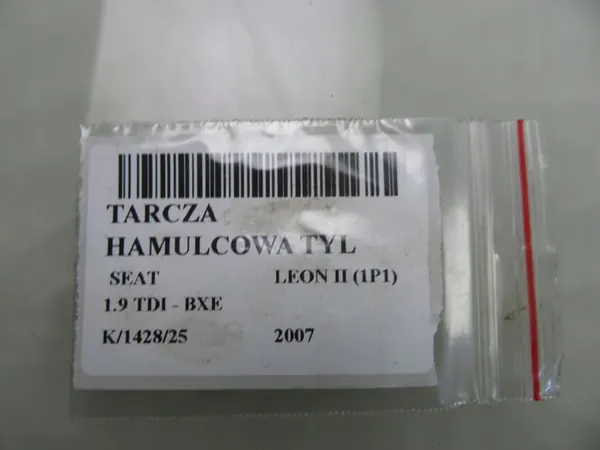 TARCZA
HAMULCOWA TYL
SEAT LEON II (1P1)
1.9 TDI - BXE
K/1428/25 2007